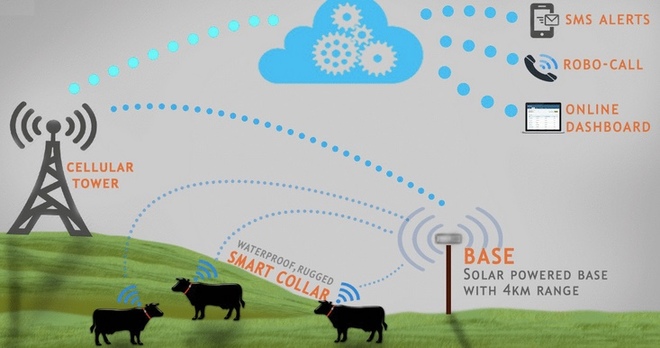 SMS ALERTS
ROBO-CALL
ONLINE
DASHBOARD
CELLULAR
TOWER
WATERPROOF, RUGGED
SMART COLLAR
BASE
SOLAR POWERED BASE
WITH 4KM RANGE